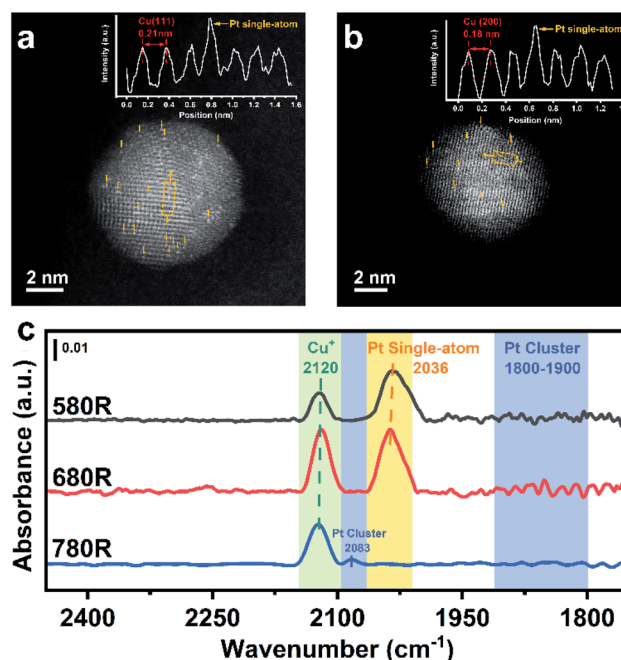 a
Cu(111)
0.21nm
Pt single-atom
Intensity (a.u.)
0.0 0.2 0.4 0.6 0.8 1.0 1.2 1.4 1.6
Position (nm)
2 nm
b
Cu (200)
0.18 nm
Pt single-atom
Intensity (a.u.)
0.0 0.2 0.4 0.6 0.8 1.0 1.2
Position (nm)
2 nm
c
0.01
Cu⁺
2120
Pt Single-atom
2036
Pt Cluster
1800-1900
580R
680R
780R
Pt Cluster
2083
Absorbance (a.u.)
2400 2250 2100 1950 1800
Wavenumber (cm⁻¹)